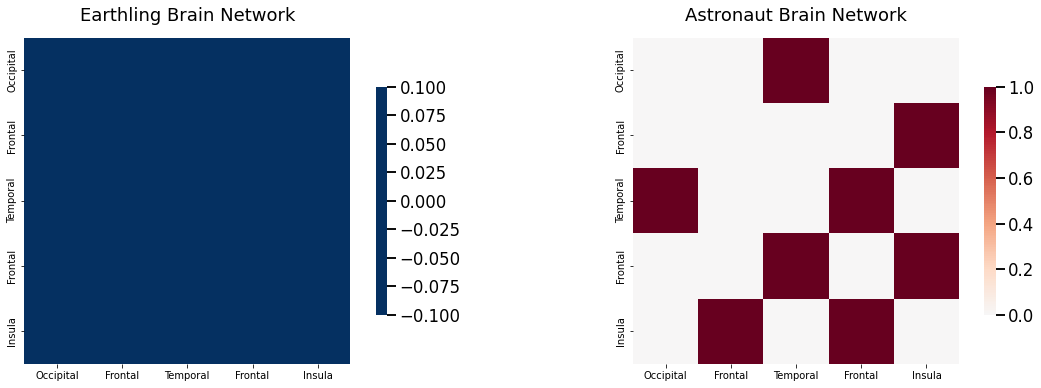 Earthling Brain Network
Occipital
Frontal
Temporal
Frontal
Insula
Occipital Frontal Temporal Frontal Insula
0.100
0.075
0.050
0.025
0.000
−0.025
−0.050
−0.075
−0.100
Astronaut Brain Network
Occipital
Frontal
Temporal
Frontal
Insula
Occipital Frontal Temporal Frontal Insula
1.0
0.8
0.6
0.4
0.2
0.0